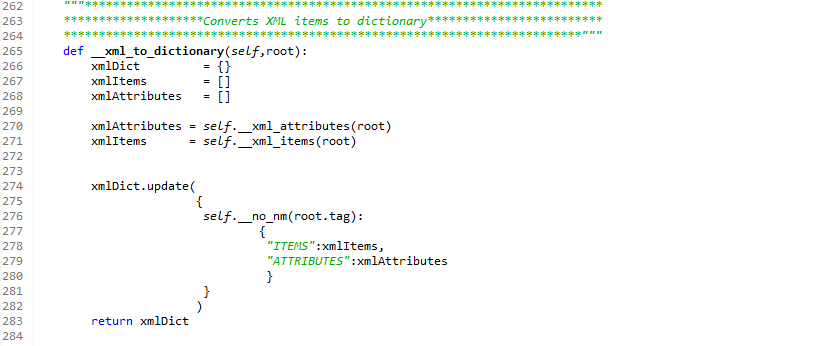 262 """**************************************************************************
263 ********************Converts XML items to dictionary*************************
264 **************************************************************************"""
265 def __xml_to_dictionary(self,root):
266 xmlDict         = {}
267 xmlItems        = []
268 xmlAttributes   = []
269
270 xmlAttributes = self.__xml_attributes(root)
271 xmlItems      = self.__xml_items(root)
272
273
274 xmlDict.update(
275 {
276 self.__no_nm(root.tag):
277 {
278 "ITEMS":xmlItems,
279 "ATTRIBUTES":xmlAttributes
280 }
281 }
282 )
283 return xmlDict
284